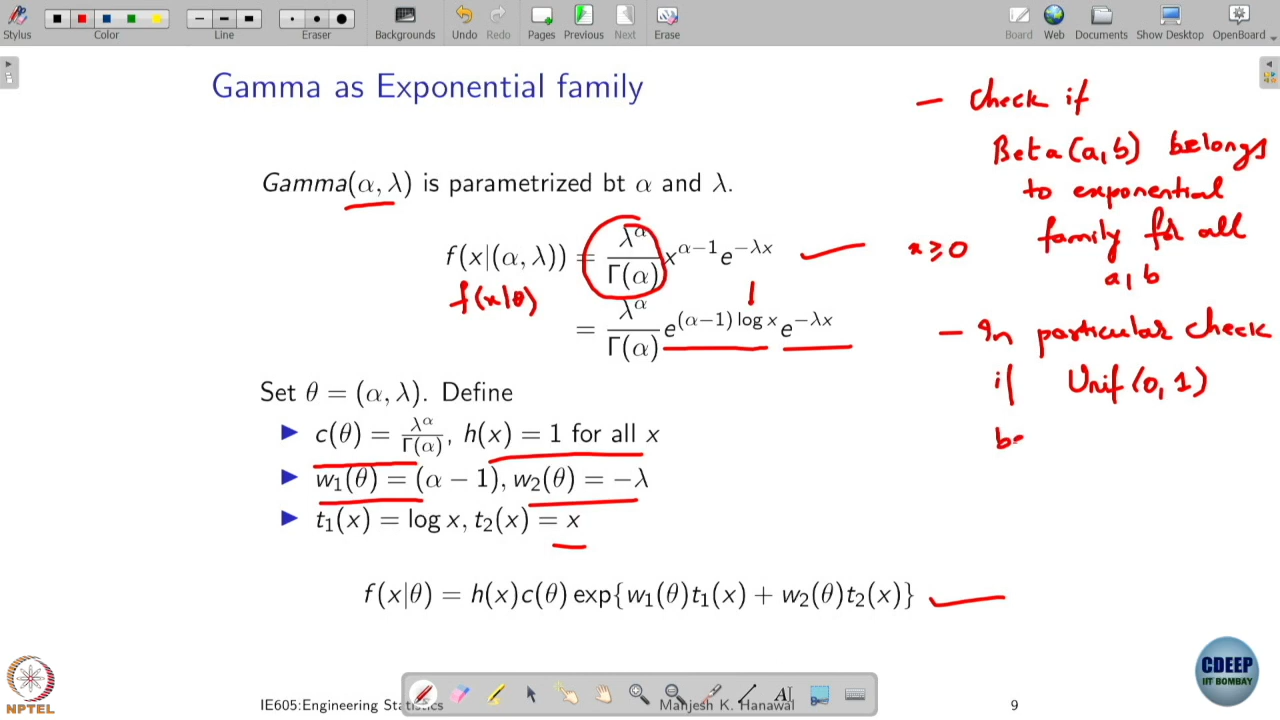 Stylus
Color
Line
Eraser
Backgrounds
Undo
Redo
Pages
Previous
Next
Erase
Board
Web
Documents
Show Desktop
OpenBoard
Gamma as Exponential family
Gamma(α, λ) is parametrized bt α and λ.
f(x|(α, λ)) = λ^α / Γ(α) x^{α−1} e^{−λx}
x ≥ 0
f(x|θ)
= λ^α / Γ(α) e^{(α−1) log x} e^{−λx}
Set θ = (α, λ). Define
▶ c(θ) = λ^α / Γ(α), h(x) = 1 for all x
▶ w₁(θ) = (α − 1), w₂(θ) = −λ
▶ t₁(x) = log x, t₂(x) = x
f(x|θ) = h(x)c(θ) exp{w₁(θ)t₁(x) + w₂(θ)t₂(x)}
– Check if
Beta(a,b) belongs
to exponential
family for all
a, b
– In particular check
if Unif(0, 1)
be
NPTEL
IE605:Engineering Statistics
Manjesh K. Hanawal
9
CDEEP
IIT BOMBAY